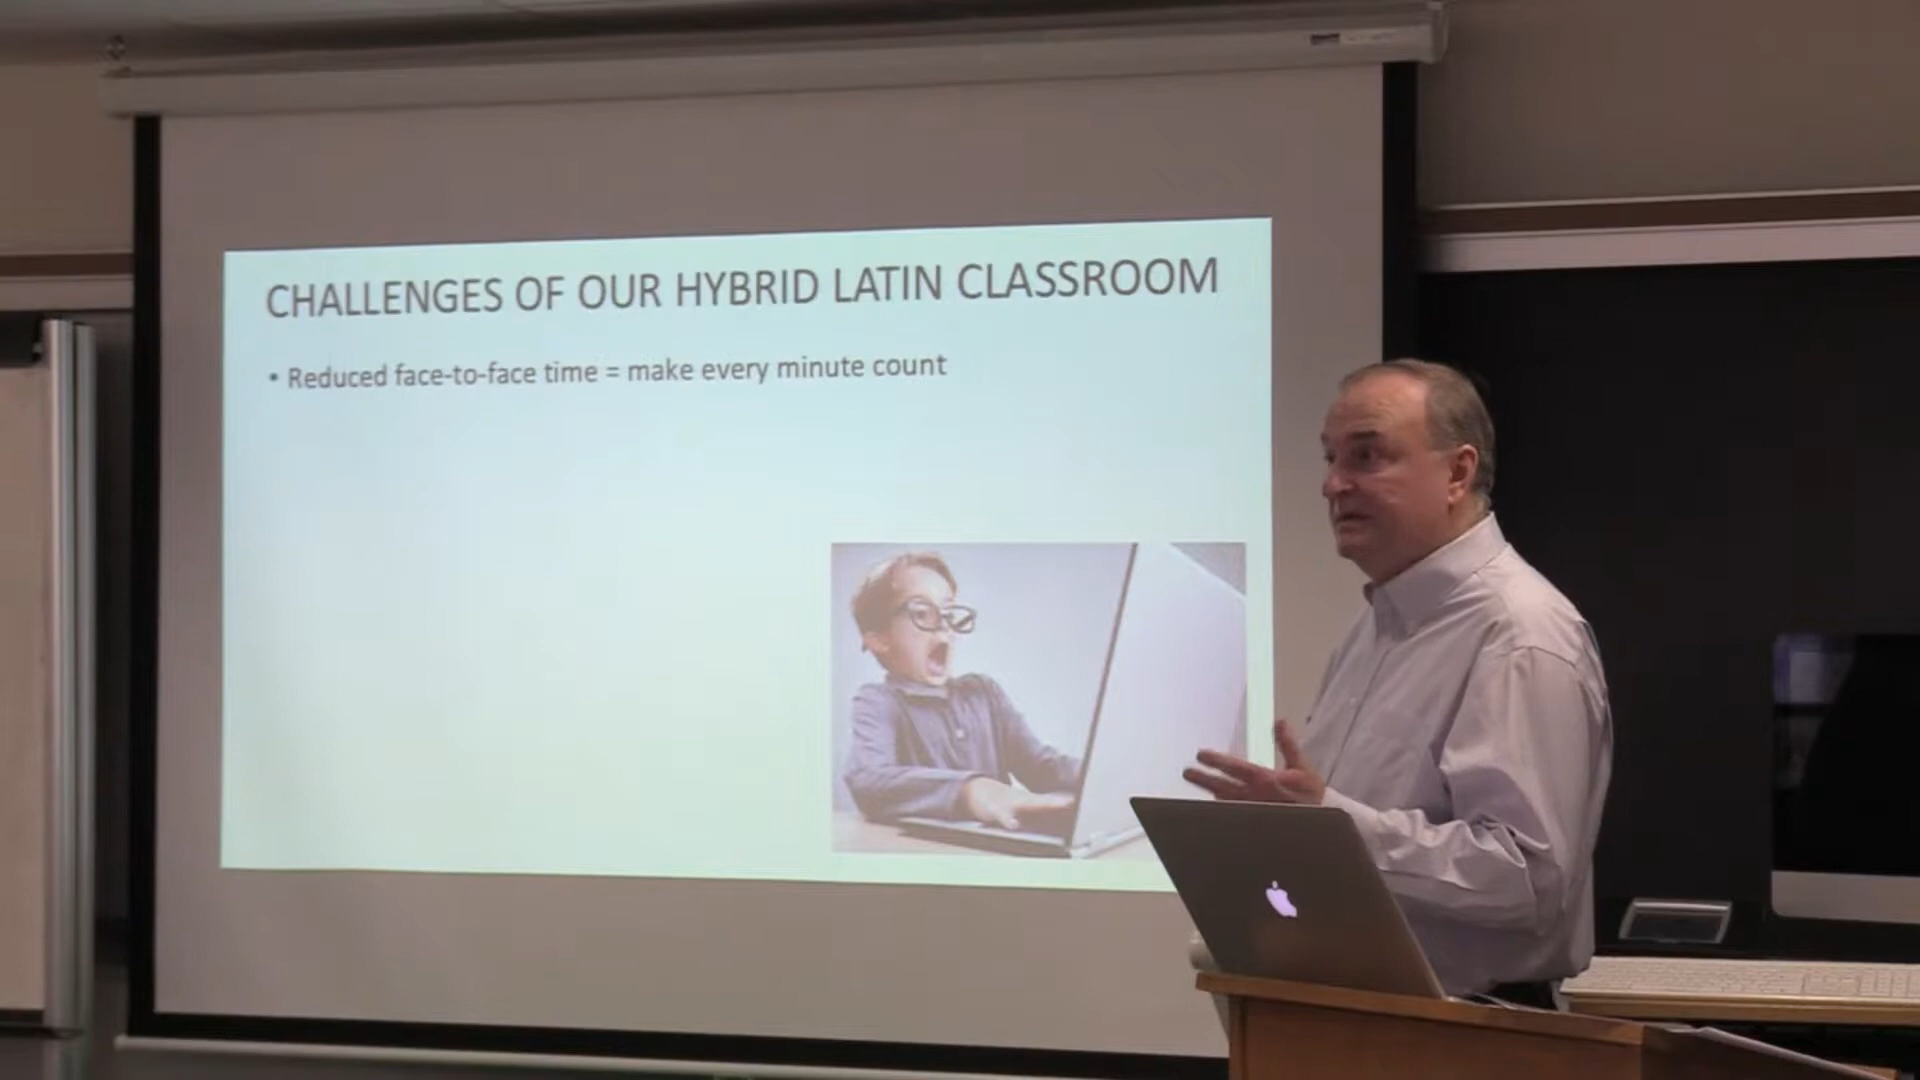 CHALLENGES OF OUR HYBRID LATIN CLASSROOM
• Reduced face-to-face time = make every minute count